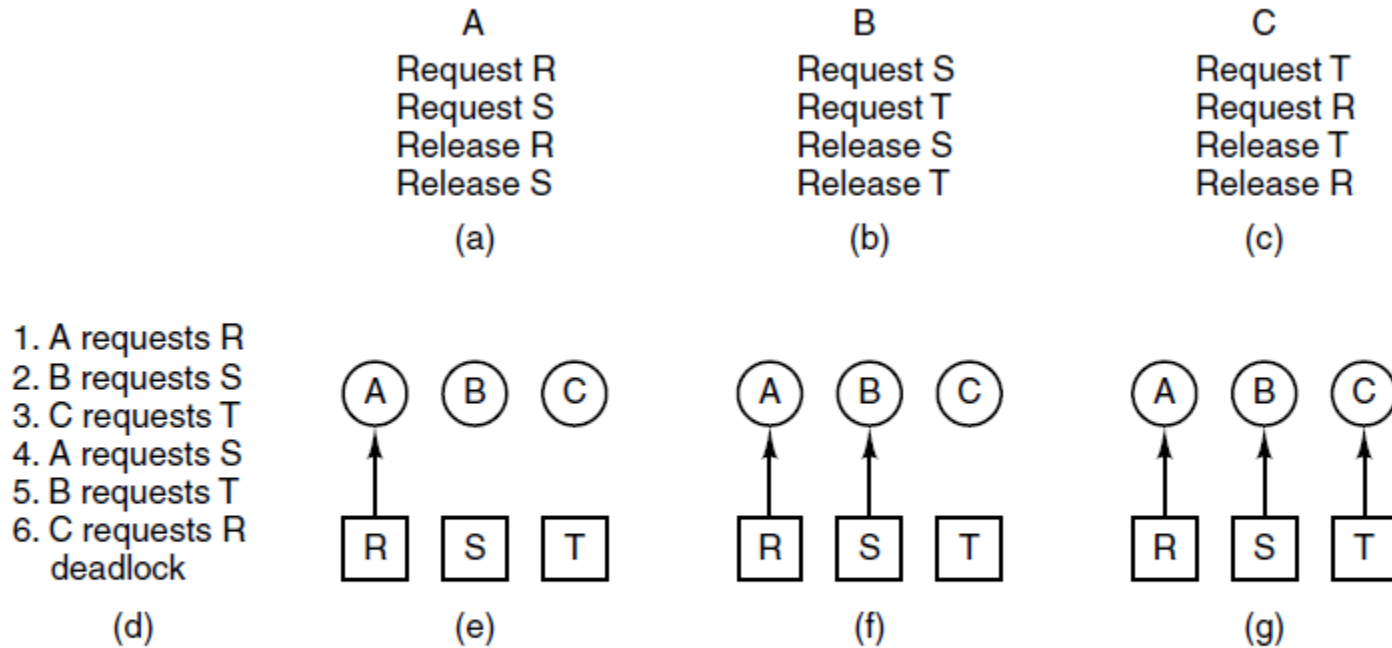 A
Request R
Request S
Release R
Release S
(a)
B
Request S
Request T
Release S
Release T
(b)
C
Request T
Request R
Release T
Release R
(c)
1. A requests R
2. B requests S
3. C requests T
4. A requests S
5. B requests T
6. C requests R
deadlock
(d)
A B C
R S T
(e)
A B C
R S T
(f)
A B C
R S T
(g)